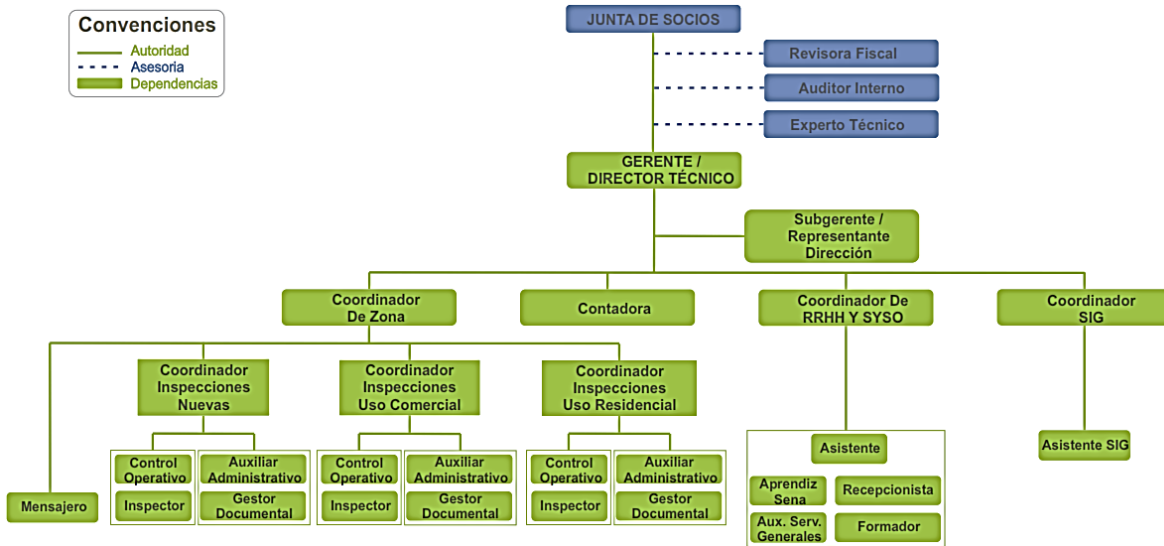 Convenciones
Autoridad
Asesoria
Dependencias
JUNTA DE SOCIOS
Revisora Fiscal
Auditor Interno
Experto Técnico
GERENTE /
DIRECTOR TÉCNICO
Subgerente /
Representante
Dirección
Coordinador
De Zona
Contadora
Coordinador De
RRHH Y SYSO
Coordinador
SIG
Coordinador
Inspecciones
Nuevas
Coordinador
Inspecciones
Uso Comercial
Coordinador
Inspecciones
Uso Residencial
Mensajero
Control
Operativo
Auxiliar
Administrativo
Inspector
Gestor
Documental
Control
Operativo
Auxiliar
Administrativo
Inspector
Gestor
Documental
Control
Operativo
Auxiliar
Administrativo
Inspector
Gestor
Documental
Asistente
Aprendiz
Sena
Recepcionista
Aux. Serv.
Generales
Formador
Asistente SIG